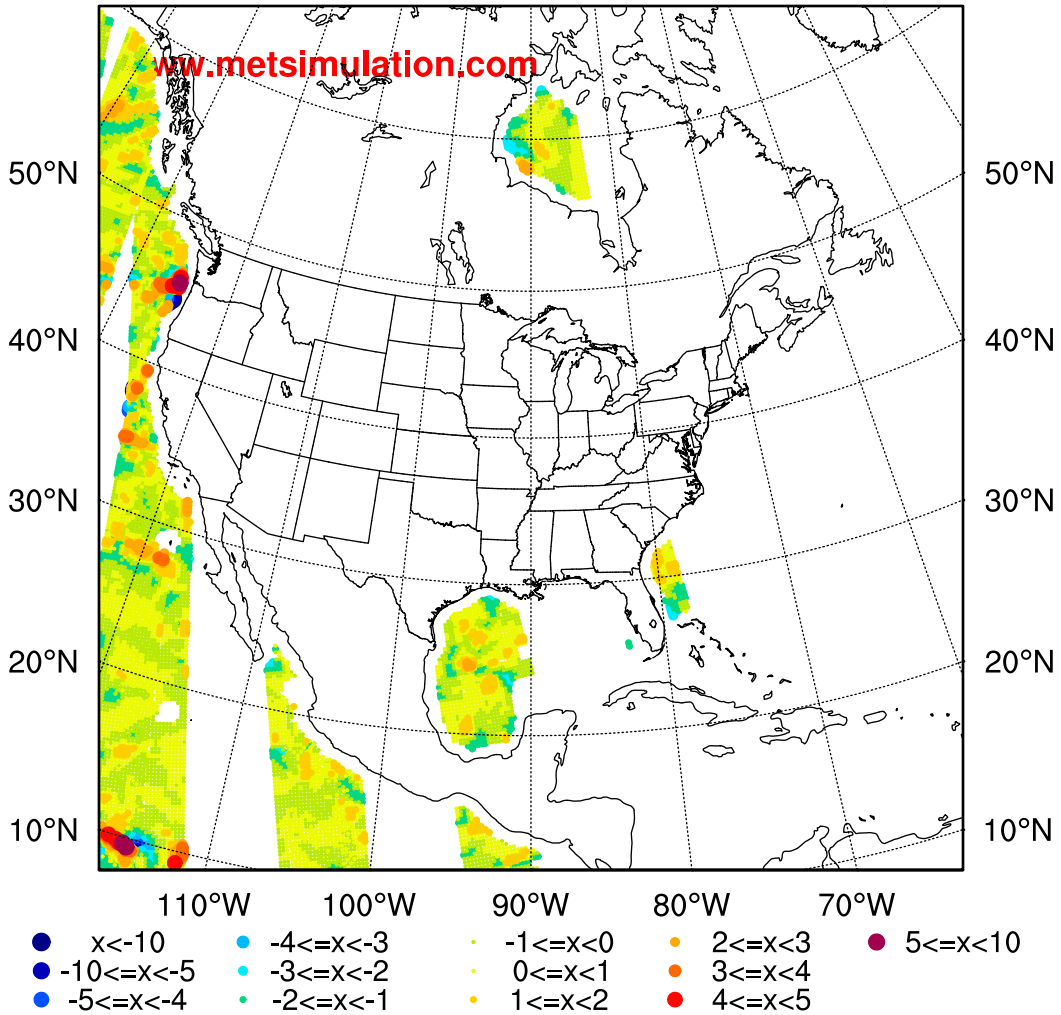 ww.metsimulation.com
50°N 50°N
40°N 40°N
30°N 30°N
20°N 20°N
10°N 10°N
110°W 100°W 90°W 80°W 70°W
x<-10 -4<=x<-3 -1<=x<0 2<=x<3 5<=x<10
-10<=x<-5 -3<=x<-2 0<=x<1 3<=x<4
-5<=x<-4 -2<=x<-1 1<=x<2 4<=x<5